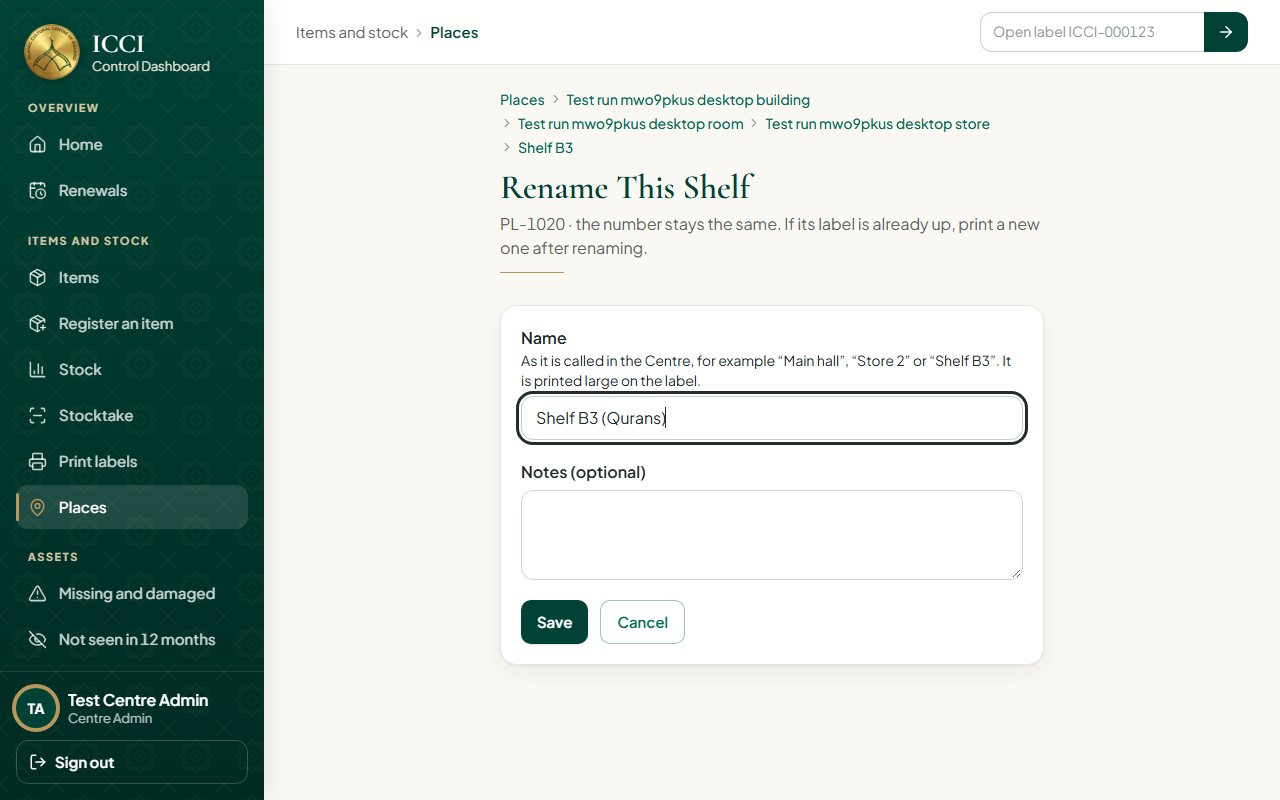 ICCI
Control Dashboard
OVERVIEW
Home
Renewals
ITEMS AND STOCK
Items
Register an item
Stock
Stocktake
Print labels
Places
ASSETS
Missing and damaged
Not seen in 12 months
TA
Test Centre Admin
Centre Admin
Sign out
Items and stock > Places
Open label ICCI-000123
Places > Test run mwo9pkus desktop building
> Test run mwo9pkus desktop room > Test run mwo9pkus desktop store
> Shelf B3
Rename This Shelf
PL-1020 · the number stays the same. If its label is already up, print a new
one after renaming.
Name
As it is called in the Centre, for example “Main hall”, “Store 2” or “Shelf B3”. It
is printed large on the label.
Shelf B3 (Qurans)
Notes (optional)
Save
Cancel